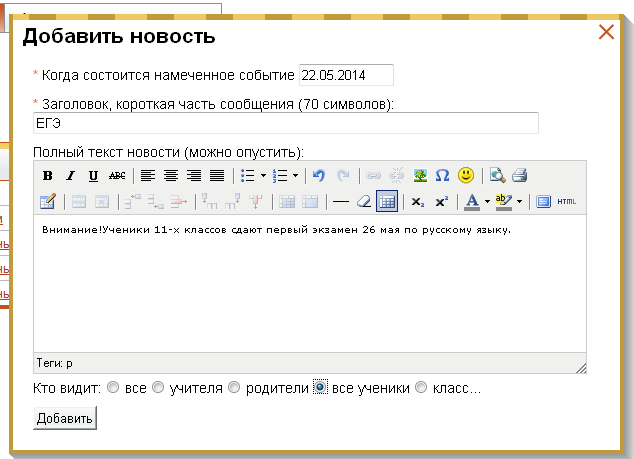 Добавить новость
* Когда состоится намеченное событие 22.05.2014
* Заголовок, короткая часть сообщения (70 символов):
ЕГЭ
Полный текст новости (можно опустить):
B I U ABC
HTML
Внимание!Ученики 11-х классов сдают первый экзамен 26 мая по русскому языку.
Теги: p
Кто видит: все учителя родители все ученики класс...
Добавить